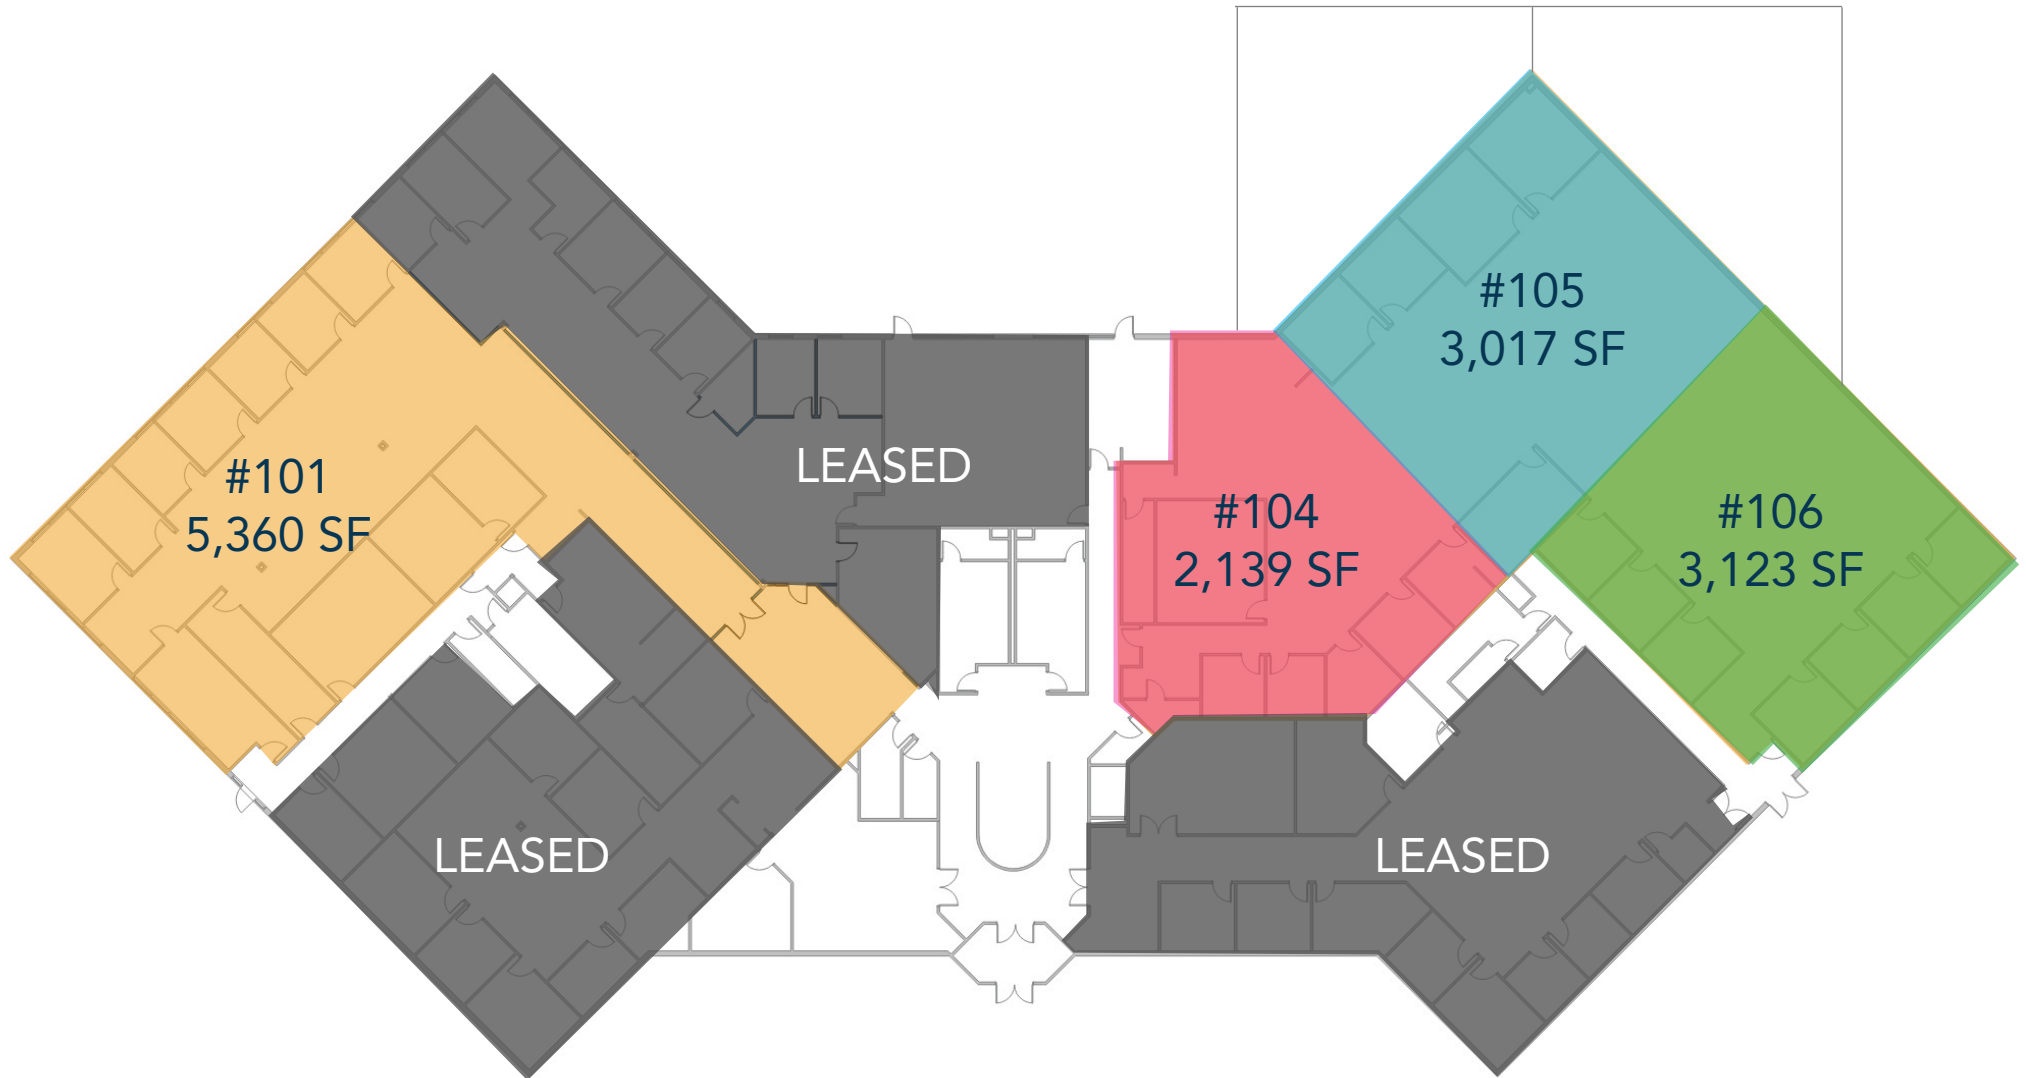 #105
3,017 SF
LEASED
#101
5,360 SF
#104
2,139 SF
#106
3,123 SF
LEASED
LEASED